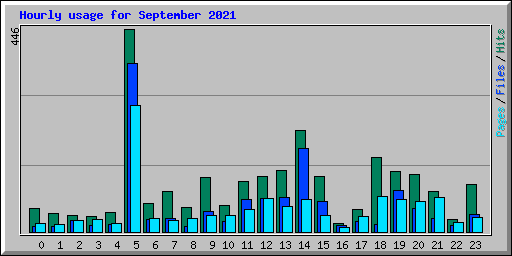 Hourly usage for September 2021
446
Pages/Files/Hits
0 1 2 3 4 5 6 7 8 9 10 11 12 13 14 15 16 17 18 19 20 21 22 23